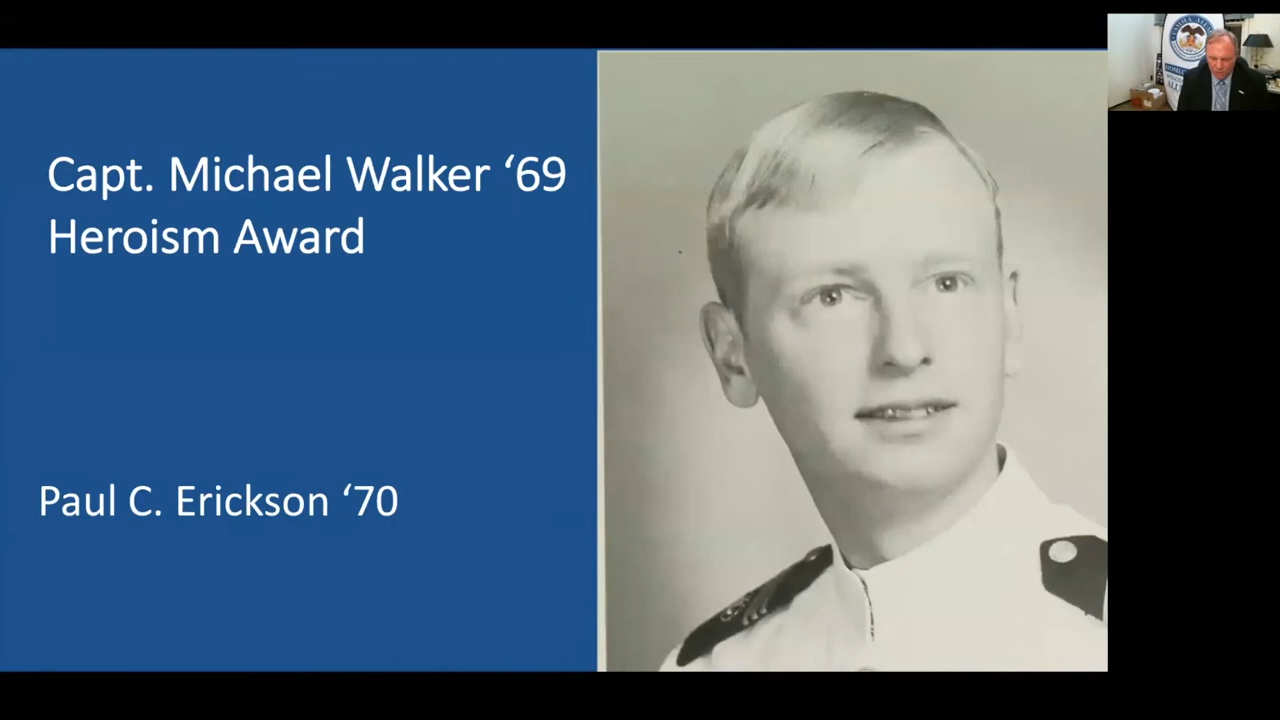 Capt. Michael Walker ‘69
Heroism Award
Paul C. Erickson ‘70